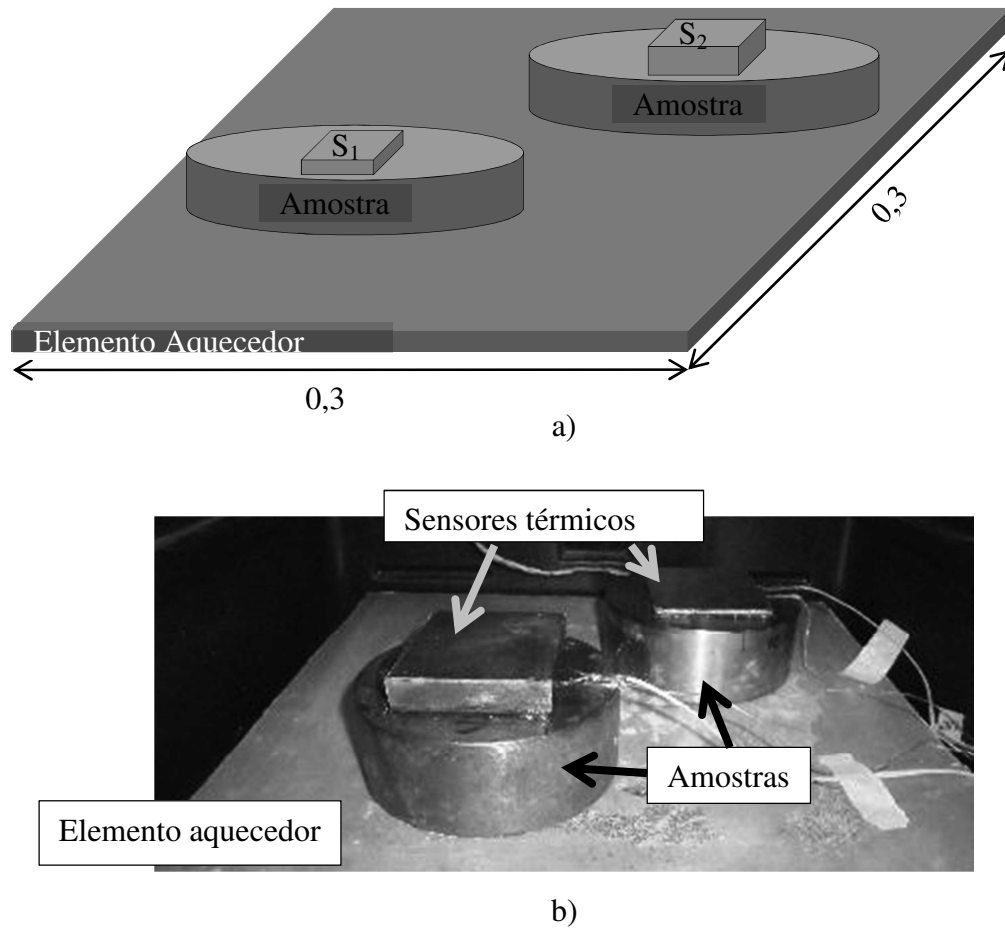 S₂
Amostra
S₁
Amostra
0,3
Elemento Aquecedor
0,3
a)
Sensores térmicos
Amostras
Elemento aquecedor
b)